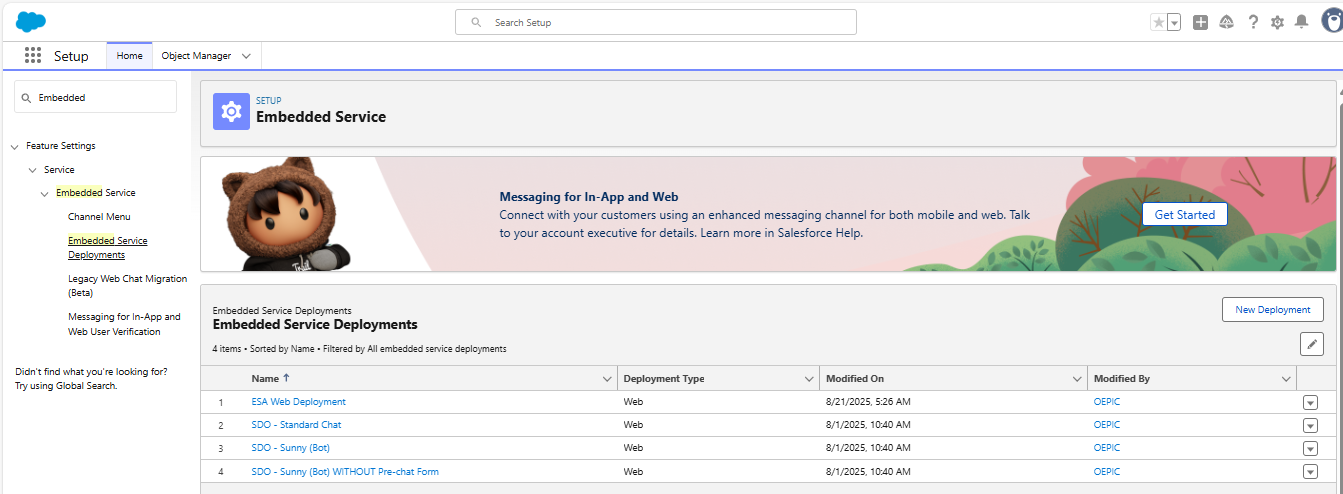 Search Setup
Setup
Home
Object Manager
Embedded
Feature Settings
Service
Embedded Service
Channel Menu
Embedded Service
Deployments
Legacy Web Chat Migration
(Beta)
Messaging for In-App and
Web User Verification
Didn't find what you're looking for?
Try using Global Search.
SETUP
Embedded Service
Messaging for In-App and Web
Connect with your customers using an enhanced messaging channel for both mobile and web. Talk
to your account executive for details. Learn more in Salesforce Help.
Get Started
Embedded Service Deployments
Embedded Service Deployments
New Deployment
4 items • Sorted by Name • Filtered by All embedded service deployments
Name ↑ Deployment Type Modified On Modified By
1 ESA Web Deployment Web 8/21/2025, 5:26 AM OEPIC
2 SDO - Standard Chat Web 8/1/2025, 10:40 AM OEPIC
3 SDO - Sunny (Bot) Web 8/1/2025, 10:40 AM OEPIC
4 SDO - Sunny (Bot) WITHOUT Pre-chat Form Web 8/1/2025, 10:40 AM OEPIC